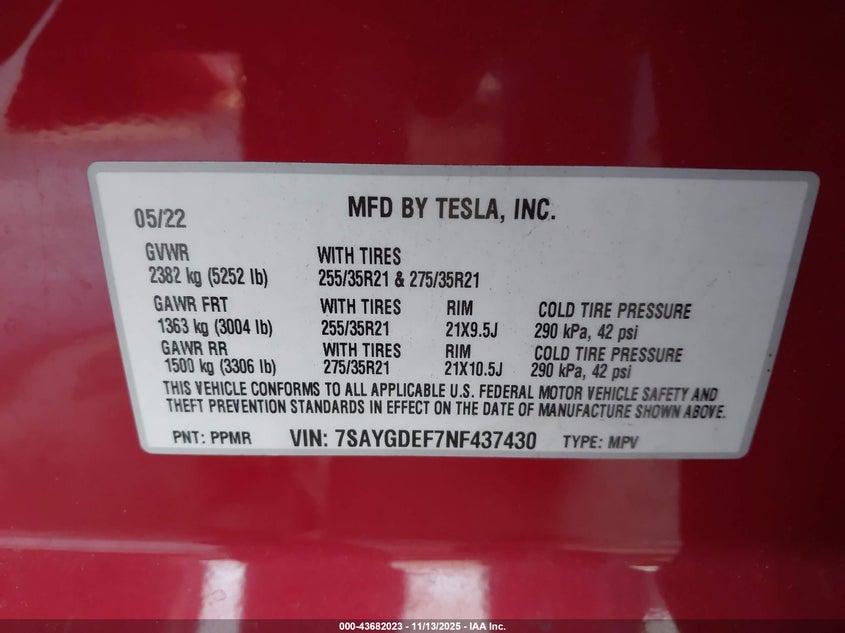 05/22 MFD BY TESLA, INC.
GVWR WITH TIRES
2382 kg (5252 lb) 255/35R21 & 275/35R21
GAWR FRT WITH TIRES RIM COLD TIRE PRESSURE
1363 kg (3004 lb) 255/35R21 21X9.5J 290 kPa, 42 psi
GAWR RR WITH TIRES RIM COLD TIRE PRESSURE
1500 kg (3306 lb) 275/35R21 21X10.5J 290 kPa, 42 psi
THIS VEHICLE CONFORMS TO ALL APPLICABLE U.S. FEDERAL MOTOR VEHICLE SAFETY AND
THEFT PREVENTION STANDARDS IN EFFECT ON THE DATE OF MANUFACTURE SHOWN ABOVE.
PNT: PPMR VIN: 7SAYGDEF7NF437430 TYPE: MPV
000-43682023 — 11/13/2025 — IAA Inc.